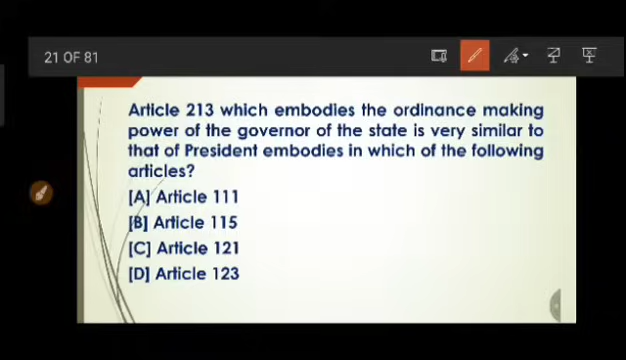 21 OF 81
Article 213 which embodies the ordinance making
power of the governor of the state is very similar to
that of President embodies in which of the following
articles?
[A] Article 111
[B] Article 115
[C] Article 121
[D] Article 123